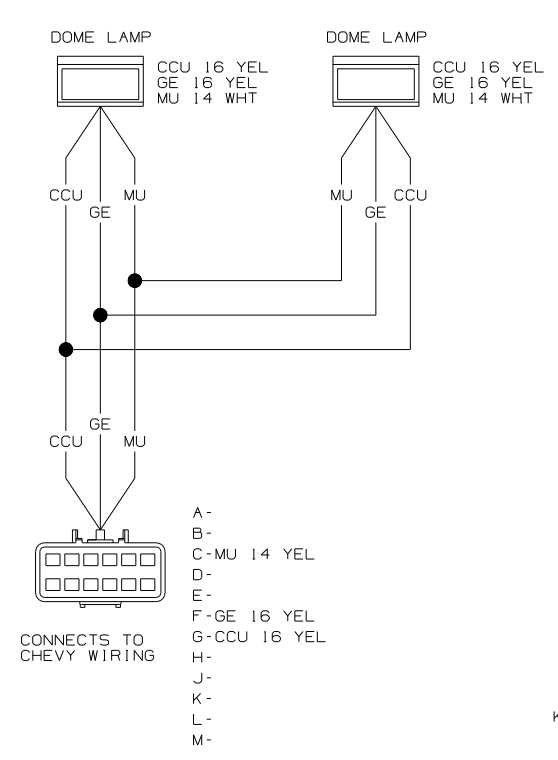 DOME LAMP
CCU 16 YEL
GE 16 YEL
MU 14 WHT
DOME LAMP
CCU 16 YEL
GE 16 YEL
MU 14 WHT
CCU
GE
MU
MU
GE
CCU
CCU
GE
MU
CONNECTS TO
CHEVY WIRING
A-
B-
C-MU 14 YEL
D-
E-
F-GE 16 YEL
G-CCU 16 YEL
H-
J-
K-
L-
M-